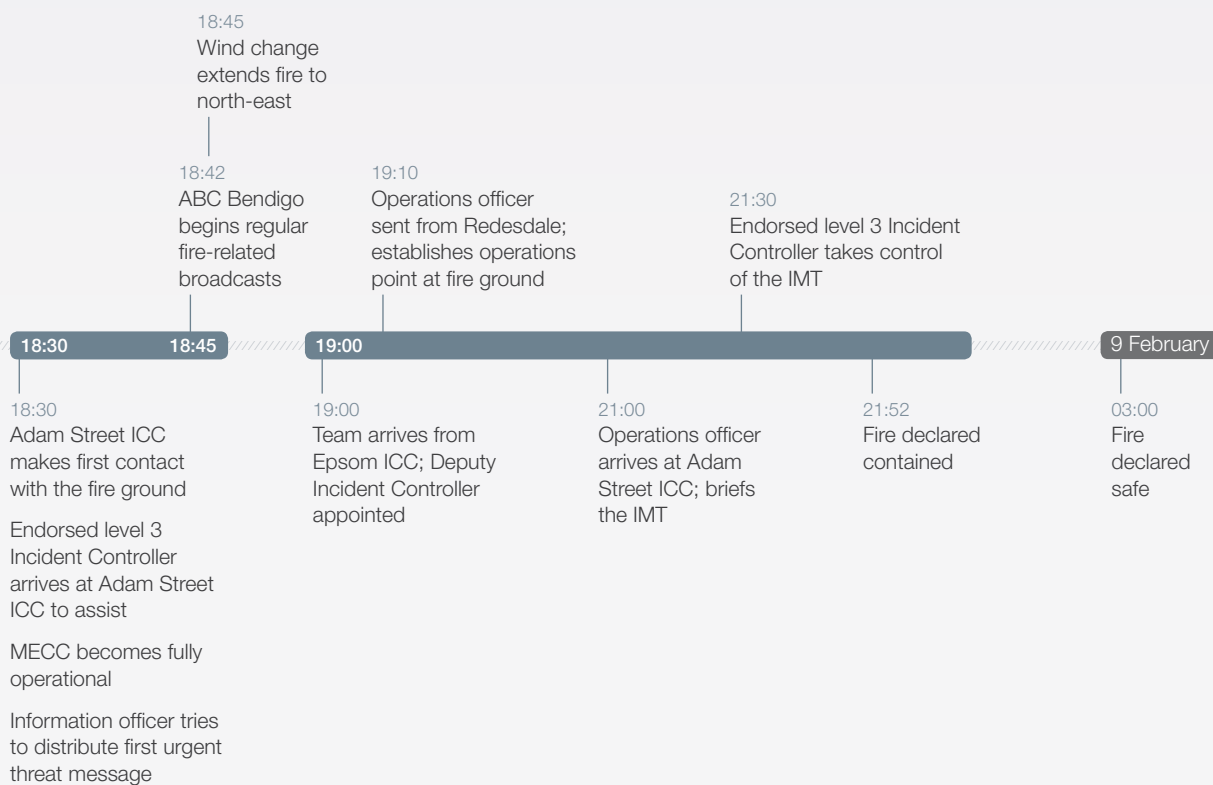 18:45
Wind change
extends fire to
north-east
18:42
ABC Bendigo
begins regular
fire-related
broadcasts
19:10
Operations officer
sent from Redesdale;
establishes operations
point at fire ground
21:30
Endorsed level 3 Incident
Controller takes control
of the IMT
18:30
18:45
19:00
9 February
18:30
Adam Street ICC
makes first contact
with the fire ground
Endorsed level 3
Incident Controller
arrives at Adam Street
ICC to assist
MECC becomes fully
operational
Information officer tries
to distribute first urgent
threat message
19:00
Team arrives from
Epsom ICC; Deputy
Incident Controller
appointed
21:00
Operations officer
arrives at Adam
Street ICC; briefs
the IMT
21:52
Fire declared
contained
03:00
Fire
declared
safe